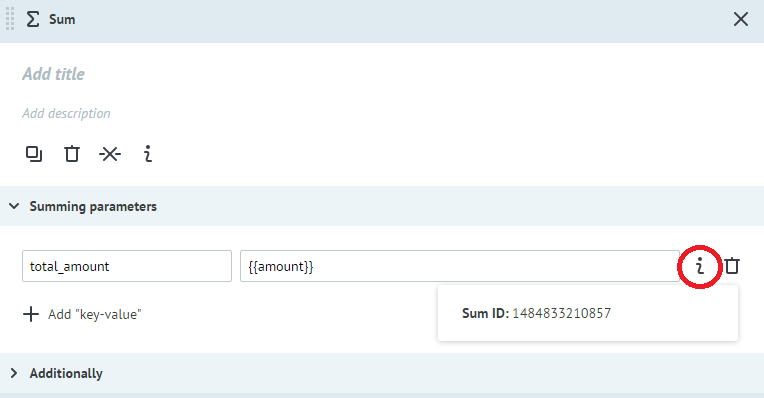 Sum
Add title
Add description
Summing parameters
total_amount {{amount}}
Add "key-value"
Sum ID: 1484833210857
Additionally